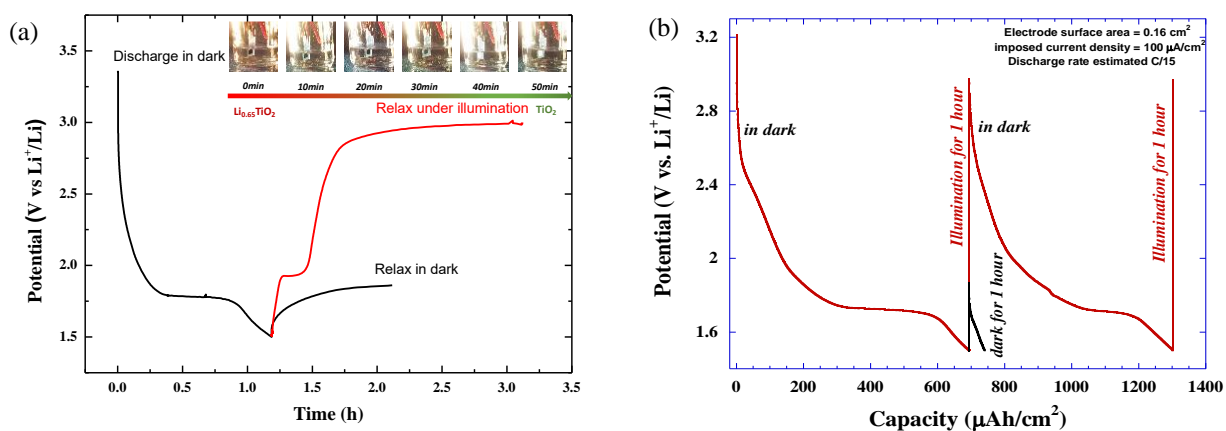 (a)
Discharge in dark
0min 10min 20min 30min 40min 50min
Li0.65TiO2 TiO2
Relax under illumination
Relax in dark
Potential (V vs Li+/Li)
3.5
3.0
2.5
2.0
1.5
0.0 0.5 1.0 1.5 2.0 2.5 3.0 3.5
Time (h)
(b)
Electrode surface area = 0.16 cm2
imposed current density = 100 µA/cm2
Discharge rate estimated C/15
in dark
Illumination for 1 hour
in dark
dark for 1 hour
Illumination for 1 hour
Potential (V vs. Li+/Li)
3.2
2.8
2.4
2
1.6
0 200 400 600 800 1000 1200 1400
Capacity (µAh/cm2)